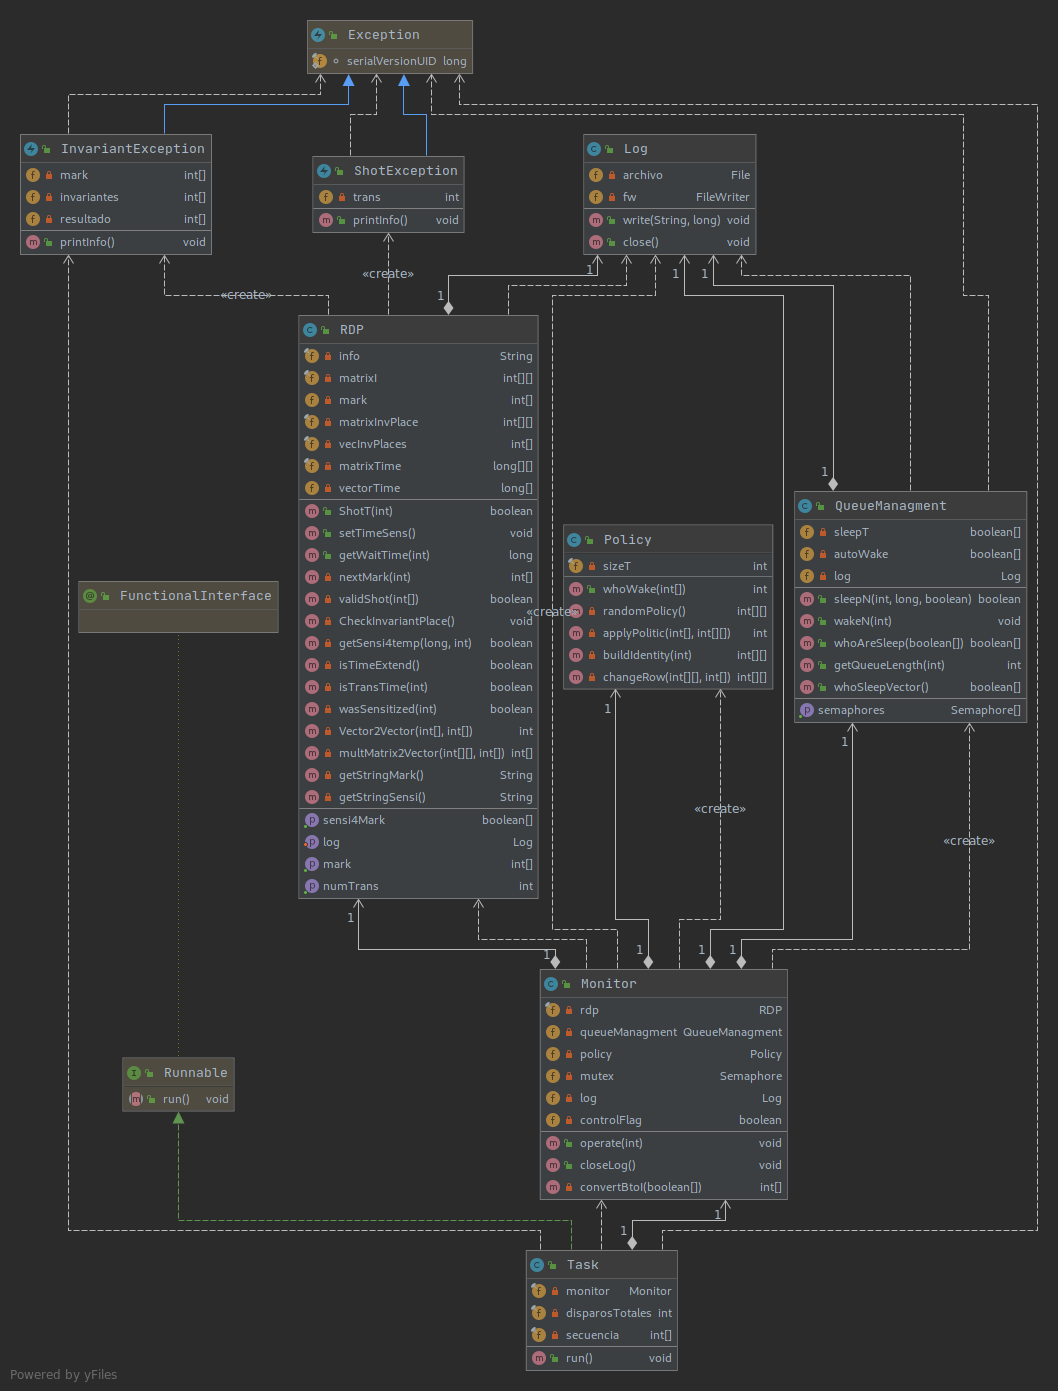 Exception
serialVersionUID long
InvariantException
mark int[]
invariantes int[]
resultado int[]
printInfo() void
ShotException
trans int
printInfo() void
Log
archivo File
fw FileWriter
write(String, long) void
close() void
«create»
«create»
1
1
1
1
RDP
info String
matrixI int[][]
mark int[]
matrixInvPlace int[][]
vecInvPlaces int[]
matrixTime long[][]
vectorTime long[]
ShotT(int) boolean
setTimeSens() void
getWaitTime(int) long
nextMark(int) int[]
validShot(int[]) boolean
CheckInvariantPlace() void
getSensi4temp(long, int) boolean
isTimeExtend() boolean
isTransTime(int) boolean
wasSensitized(int) boolean
Vector2Vector(int[], int[]) int
multMatrix2Vector(int[][], int[]) int[]
getStringMark() String
getStringSensi() String
sensi4Mark boolean[]
log Log
mark int[]
numTrans int
1
QueueManagment
sleepT boolean[]
autoWake boolean[]
log Log
sleepN(int, long, boolean) boolean
wakeN(int) void
whoAreSleep(boolean[]) boolean[]
getQueueLength(int) int
whoSleepVector() boolean[]
semaphores Semaphore[]
Policy
sizeT int
whoWake(int[]) int
randomPolicy() int[][]
applyPolitic(int[], int[][]) int
buildIdentity(int) int[][]
changeRow(int[][], int[]) int[][]
«create»
FunctionalInterface
1
1
«create»
«create»
1
1
1
1
1
Monitor
rdp RDP
queueManagment QueueManagment
policy Policy
mutex Semaphore
log Log
controlFlag boolean
operate(int) void
closeLog() void
convertBtoI(boolean[]) int[]
Runnable
run() void
1
1
Task
monitor Monitor
disparosTotales int
secuencia int[]
run() void
Powered by yFiles